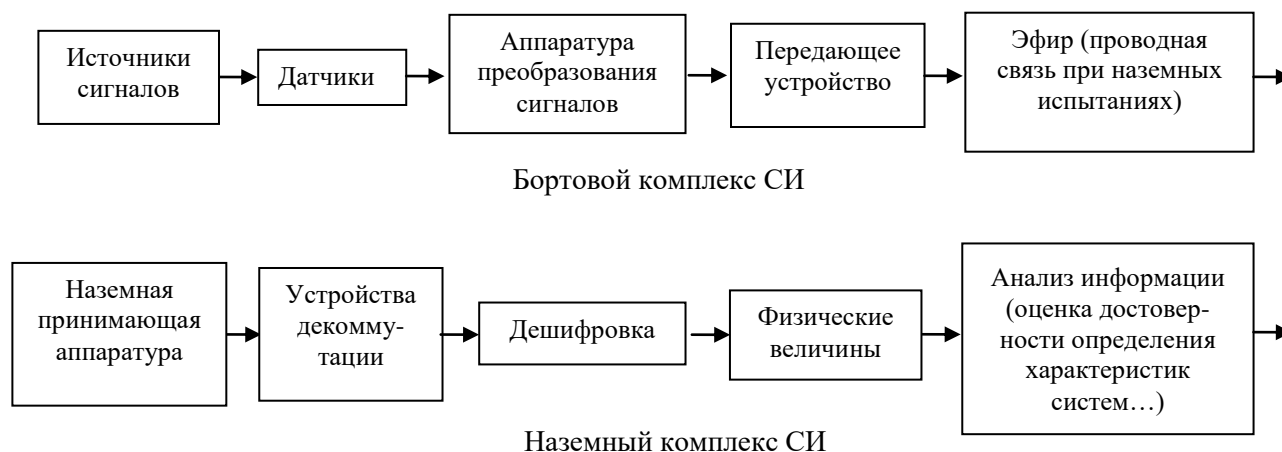 Источники
сигналов
Датчики
Аппаратура
преобразования
сигналов
Передающее
устройство
Эфир (проводная
связь при наземных
испытаниях)
Бортовой комплекс СИ
Наземная
принимающая
аппаратура
Устройства
декомму-
тации
Дешифровка
Физические
величины
Анализ информации
(оценка достовер-
ности определения
характеристик
систем…)
Наземный комплекс СИ